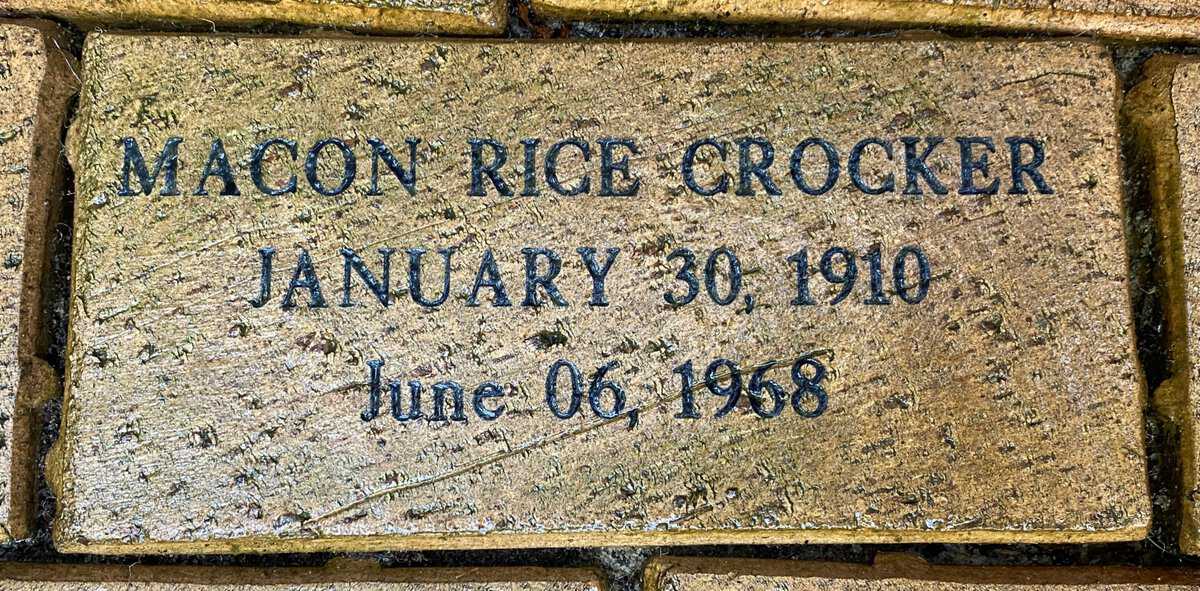 MACON RICE CROCKER
JANUARY 30, 1910
June 06, 1968